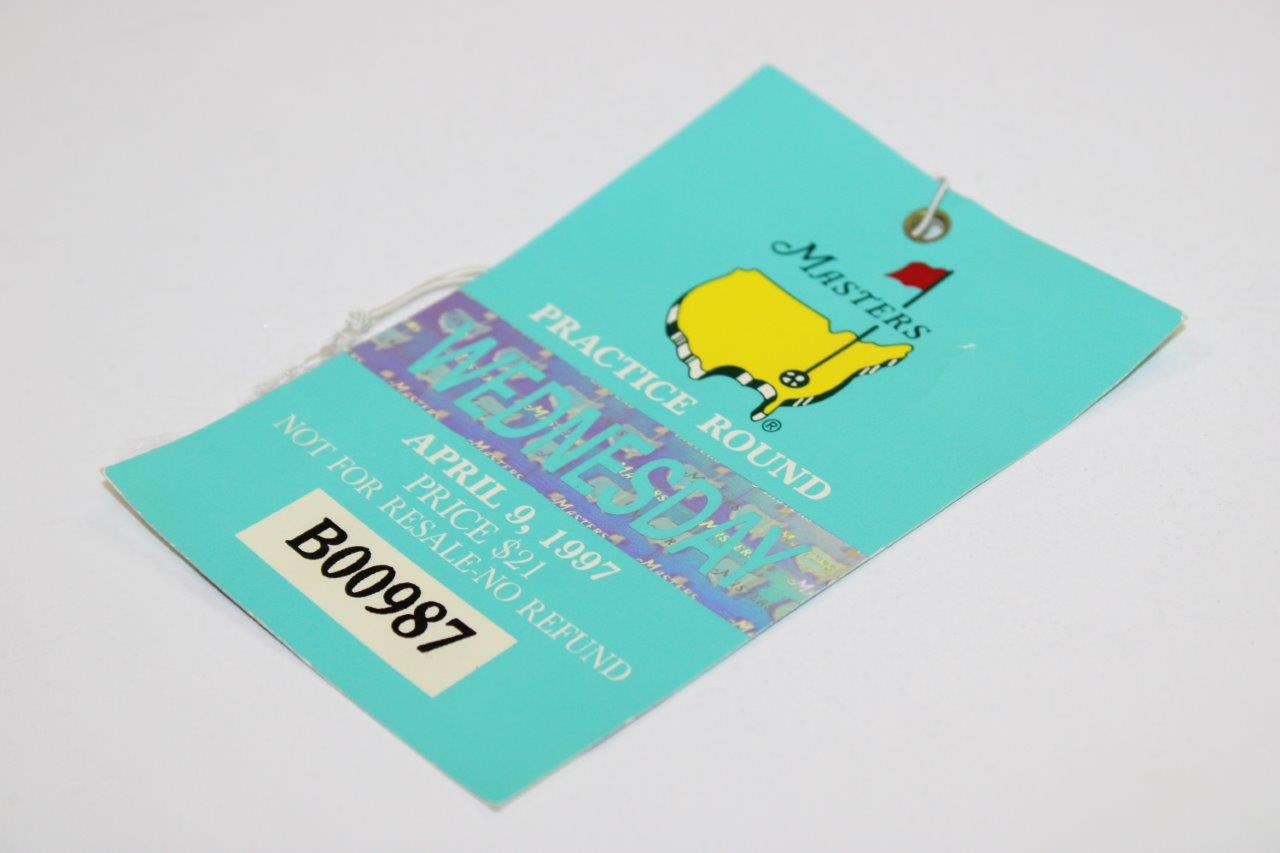 MASTERS
®
PRACTICE ROUND
WEDNESDAY
APRIL 9, 1997
PRICE $21
NOT FOR RESALE-NO REFUND
B00987